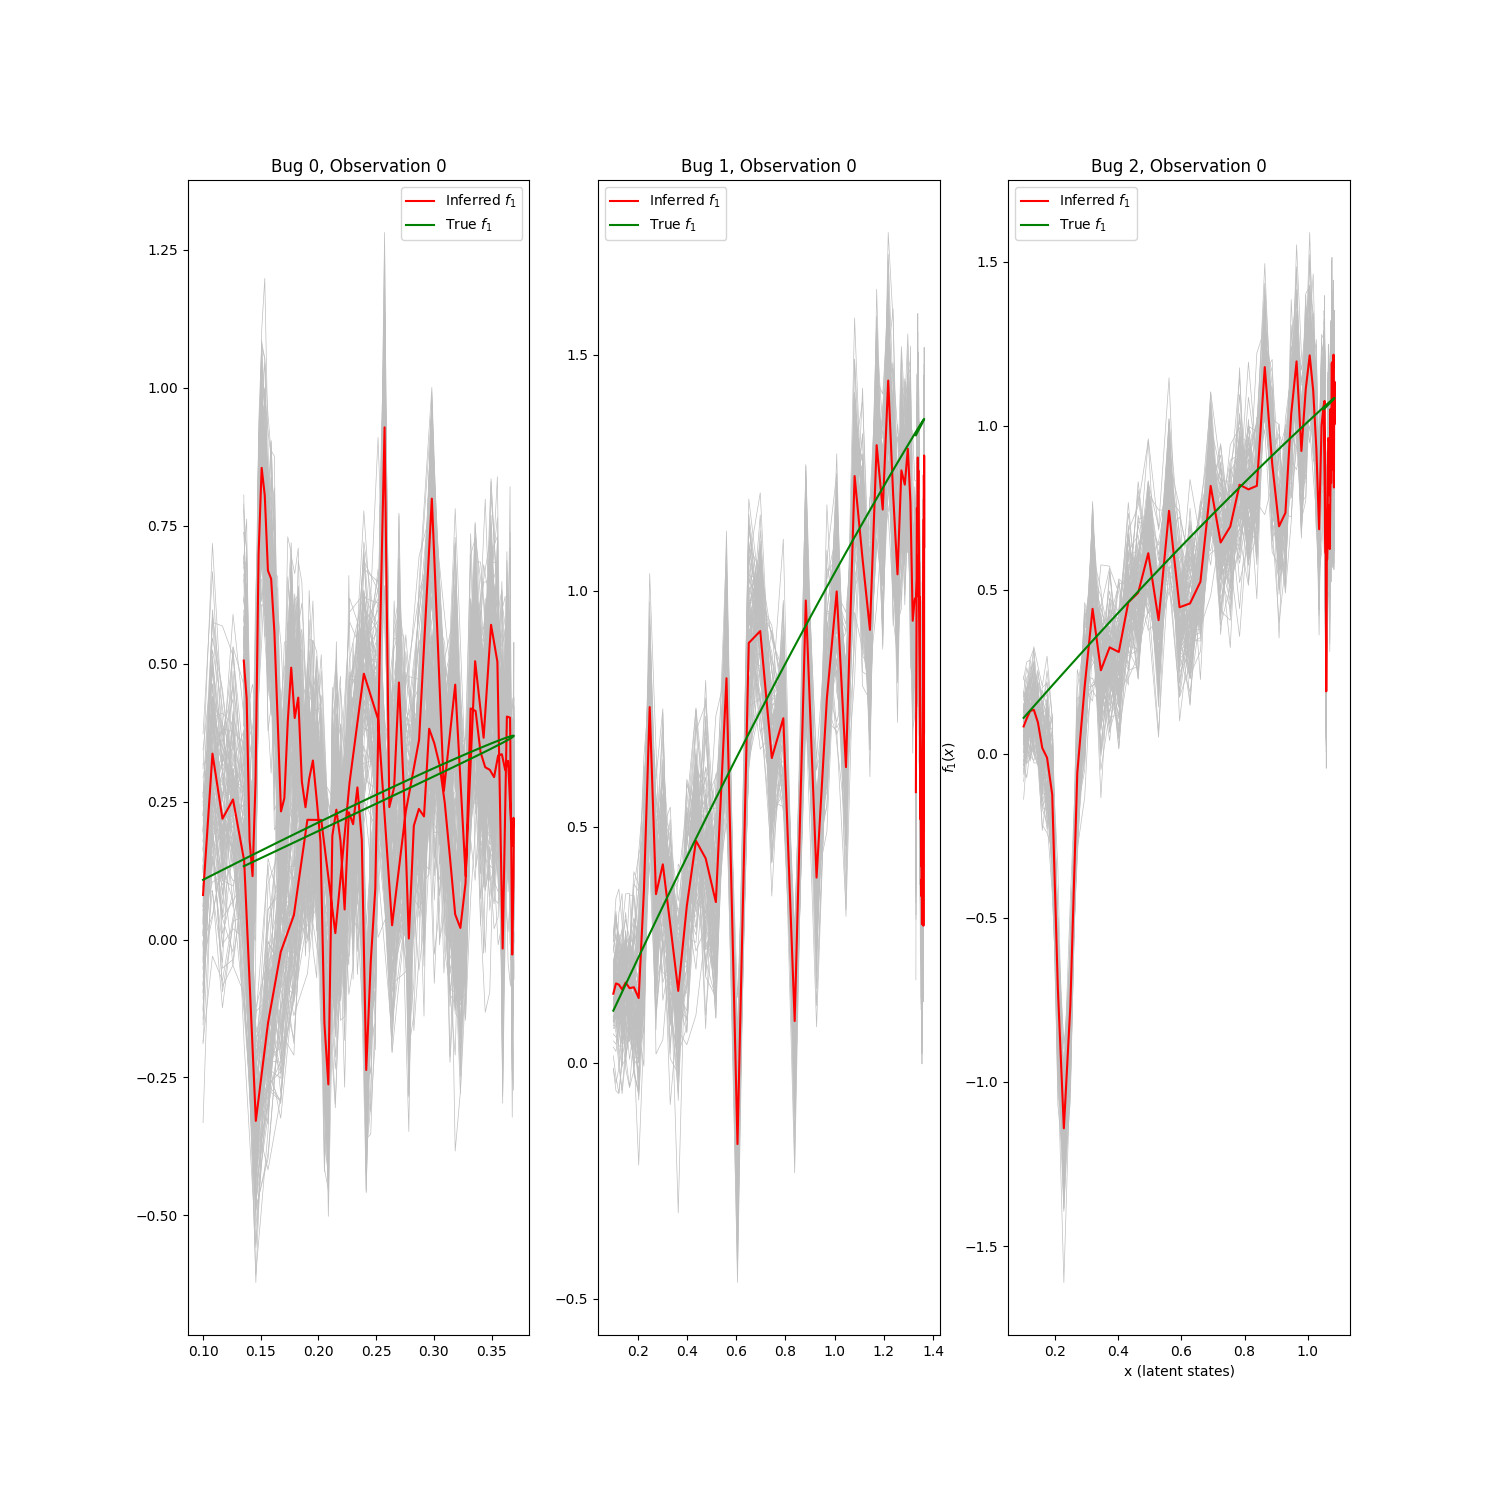 Bug 0, Observation 0
Inferred f₁
True f₁
1.25
1.00
0.75
0.50
0.25
0.00
−0.25
−0.50
0.10 0.15 0.20 0.25 0.30 0.35
Bug 1, Observation 0
Inferred f₁
True f₁
1.5
1.0
0.5
0.0
−0.5
0.2 0.4 0.6 0.8 1.0 1.2 1.4
Bug 2, Observation 0
Inferred f₁
True f₁
f₁(x)
1.5
1.0
0.5
0.0
−0.5
−1.0
−1.5
0.2 0.4 0.6 0.8 1.0
x (latent states)